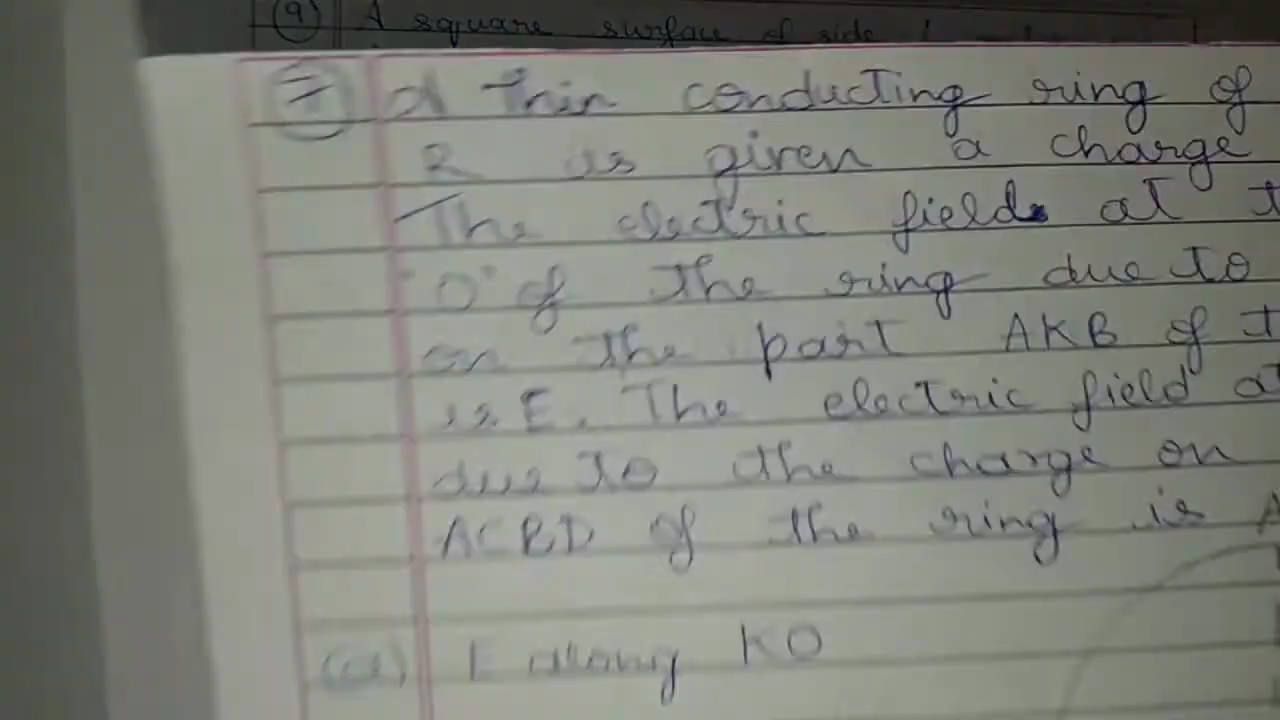 (9) A square surface of side
7 A thin conducting ring of
R is given a charge
The electric field at
'O' of the ring due to
on the part AKB of
is E. The electric field
due to the charge on
ACBD of the ring is
(a) E along KO